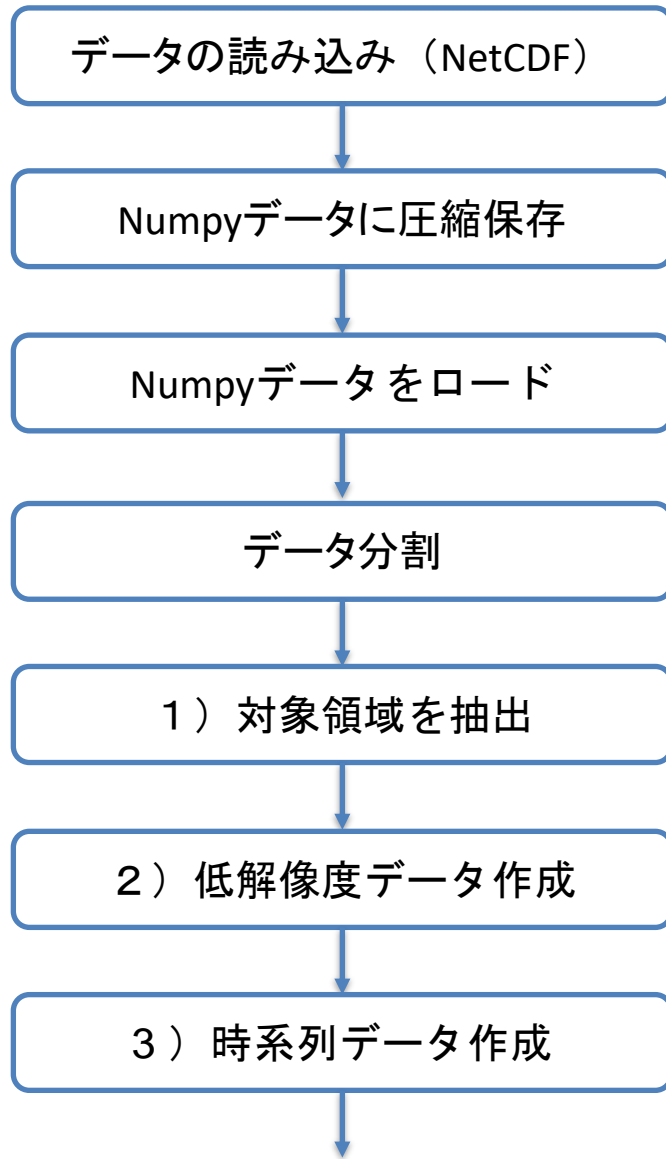 データの読み込み（NetCDF）
Numpyデータに圧縮保存
Numpyデータをロード
データ分割
１）対象領域を抽出
２）低解像度データ作成
３）時系列データ作成